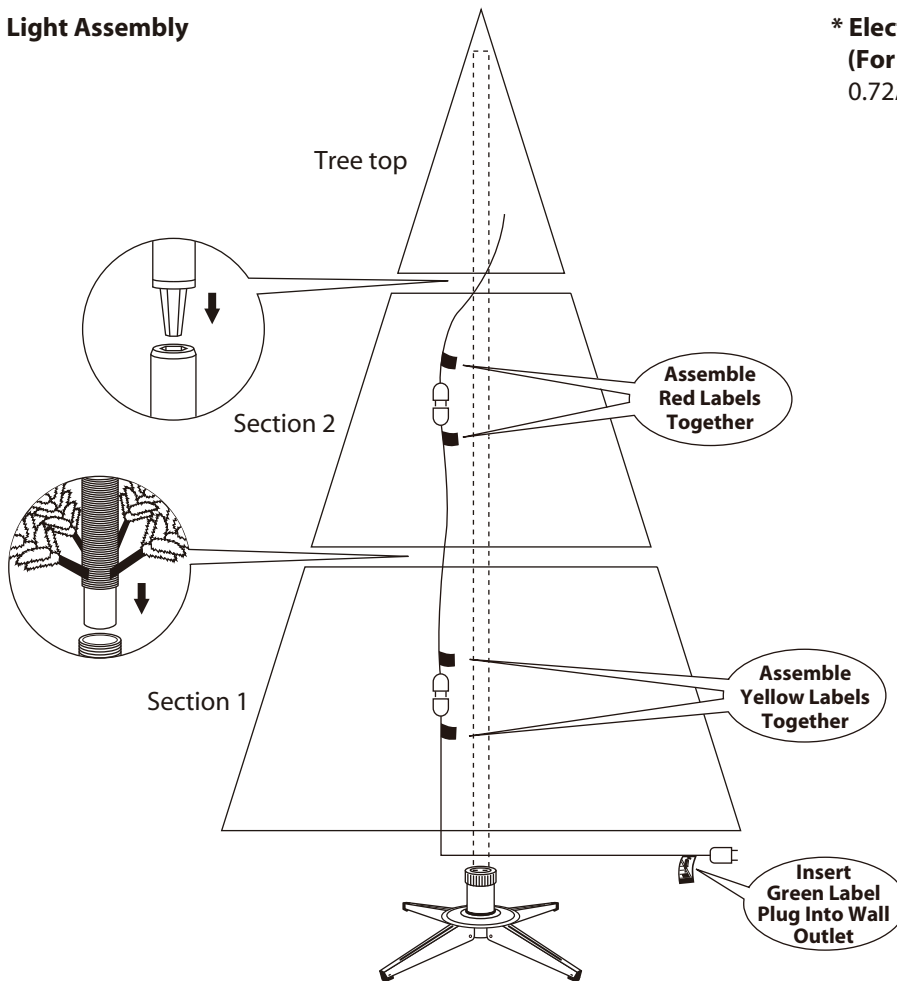 Light Assembly
* Elec
(For
0.72
Tree top
Assemble
Red Labels
Together
Section 2
Section 1
Assemble
Yellow Labels
Together
Insert
Green Label
Plug Into Wall
Outlet